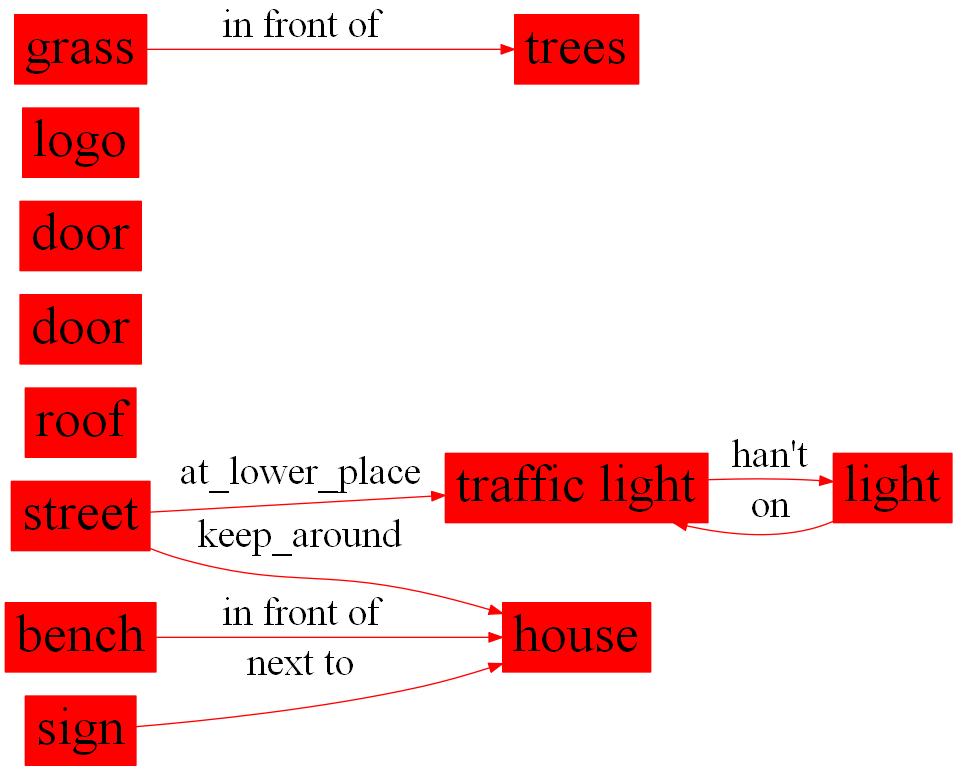 grass
in front of
trees
logo
door
door
roof
street
at_lower_place
traffic light
han't
light
on
keep_around
bench
in front of
house
next to
sign